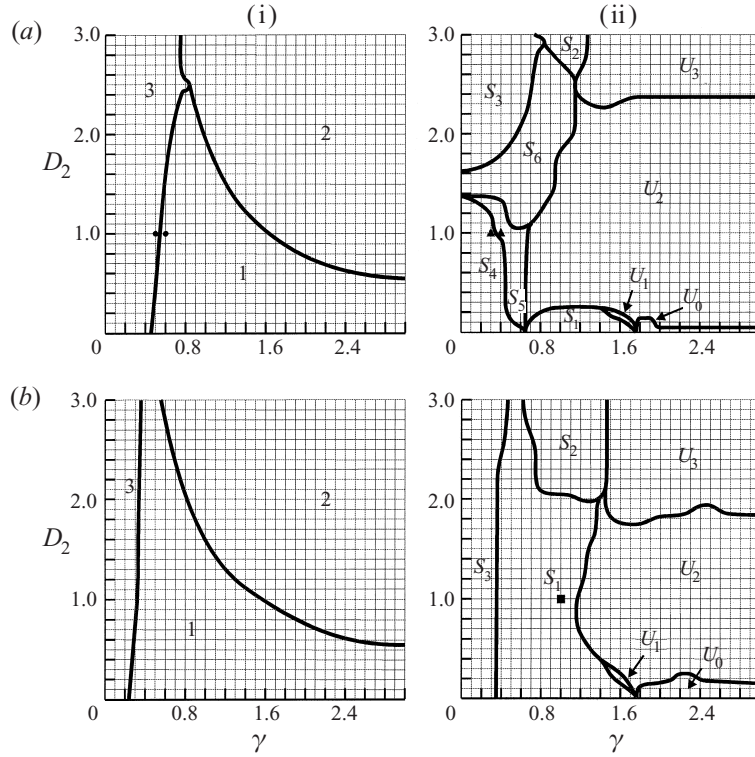 (i) (ii)
(a)
3.0 3.0
S2 U3
3 S3
2.0 2 2.0
S6
D2 U2
1.0 1.0
S4
1 S5 U1 U0
S1
0 0.8 1.6 2.4 0 0.8 1.6 2.4
(b)
3.0 3.0
S2 U3
3 2.0 2 2.0
D2 S3 S1 U2
1.0 1 1.0
U1 U0
0 0.8 1.6 2.4 0 0.8 1.6 2.4
γ γ